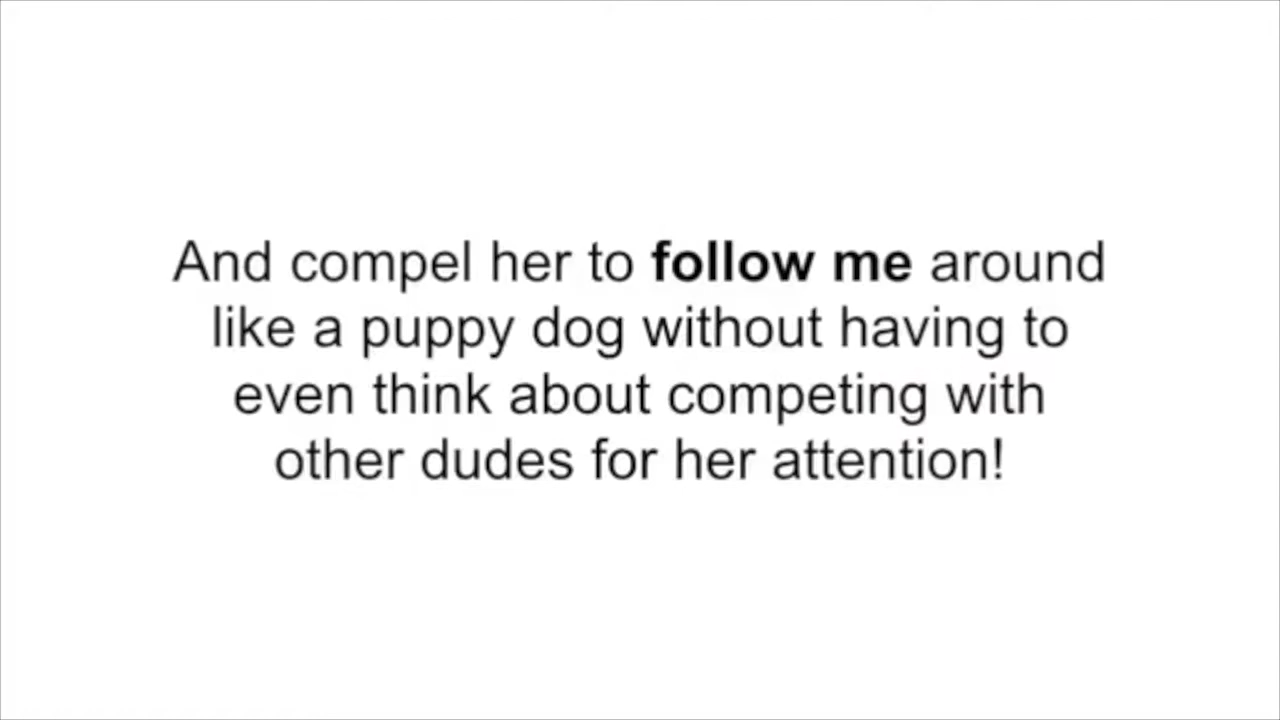 And compel her to follow me around
like a puppy dog without having to
even think about competing with
other dudes for her attention!